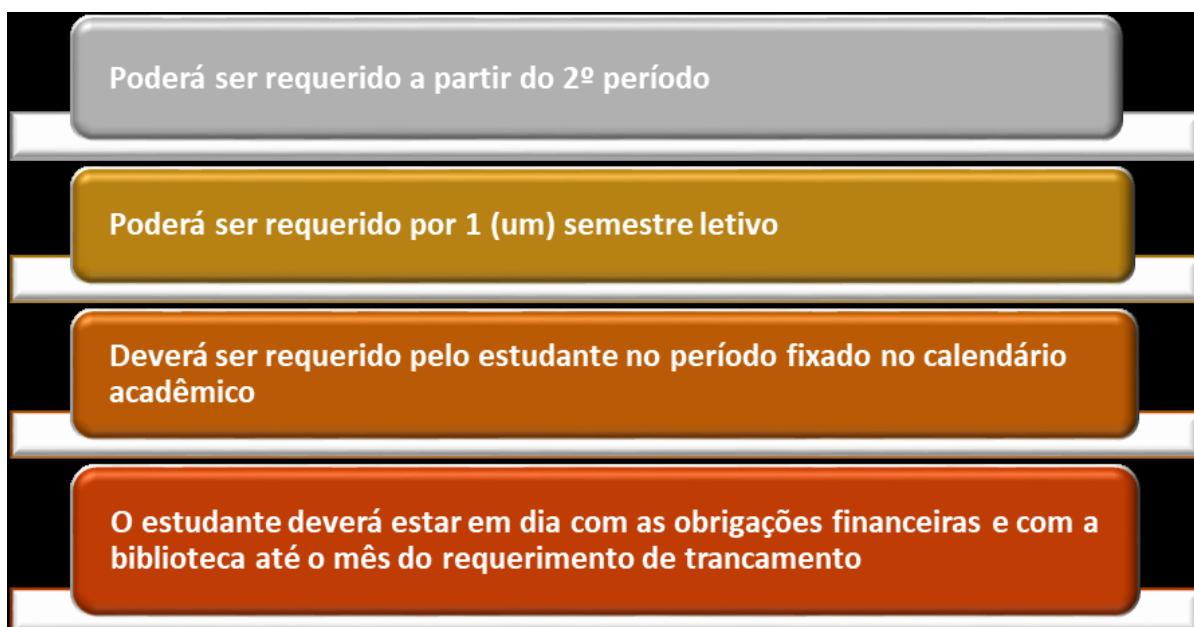 Poderá ser requerido a partir do 2º período
Poderá ser requerido por 1 (um) semestre letivo
Deverá ser requerido pelo estudante no período fixado no calendário
acadêmico
O estudante deverá estar em dia com as obrigações financeiras e com a
biblioteca até o mês do requerimento de trancamento